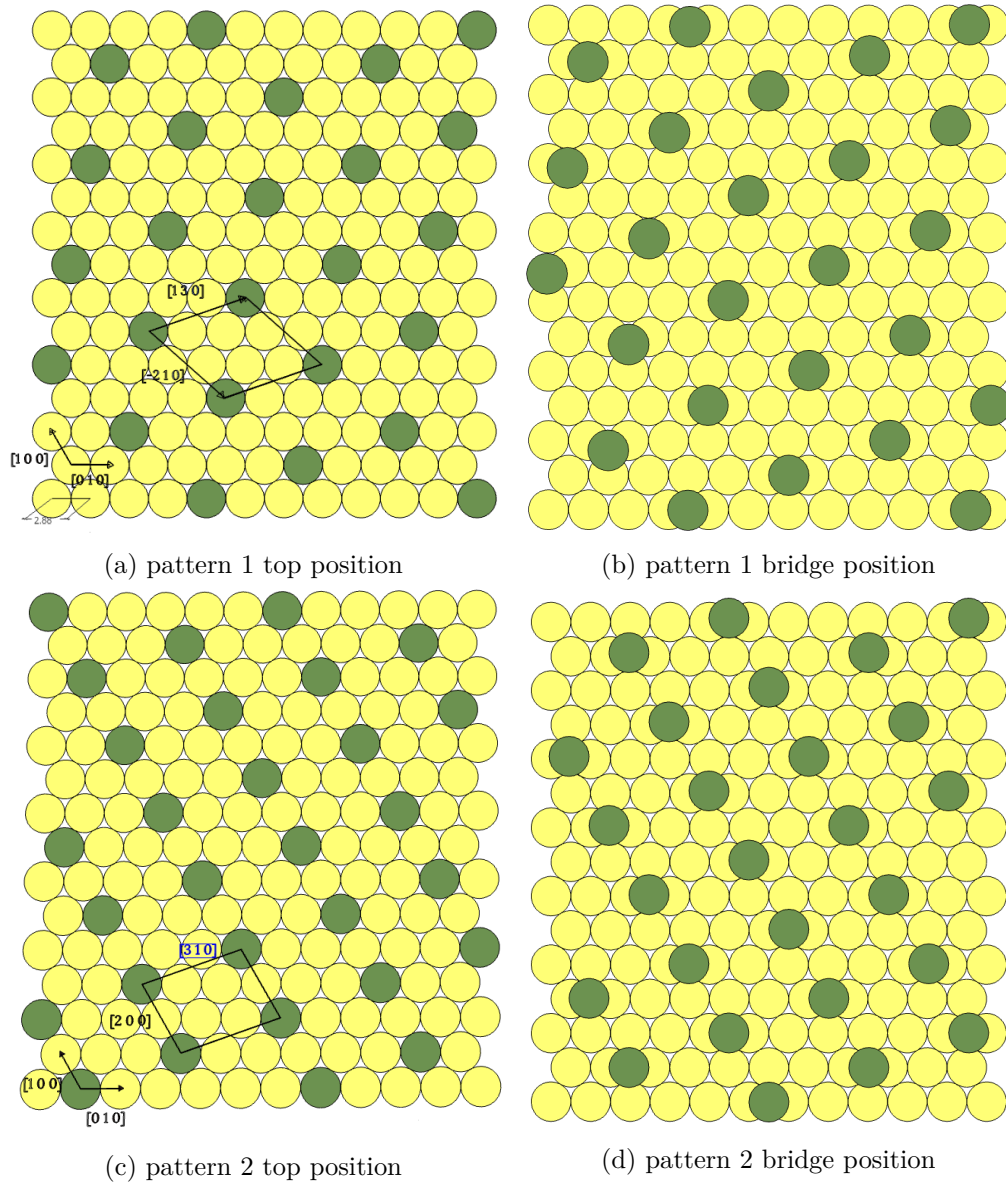 [1 3 0]
[-2 1 0]
[1 0 0]
[0 1 0]
2.88
(a) pattern 1 top position
(b) pattern 1 bridge position
[3 1 0]
[2 0 0]
[1 0 0]
[0 1 0]
(c) pattern 2 top position
(d) pattern 2 bridge position